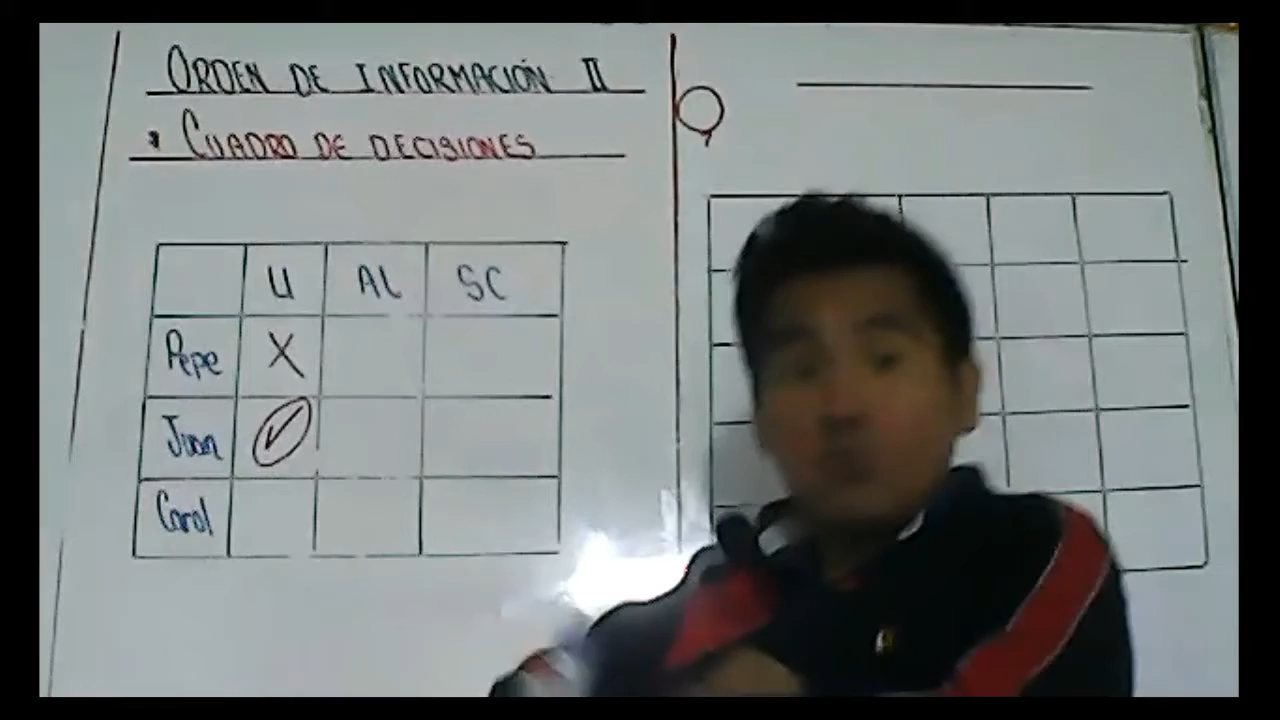 ORDEN DE INFORMACIÓN II
• CUADRO DE DECISIONES
U AL SC
Pepe X
Juan ✓
Carol